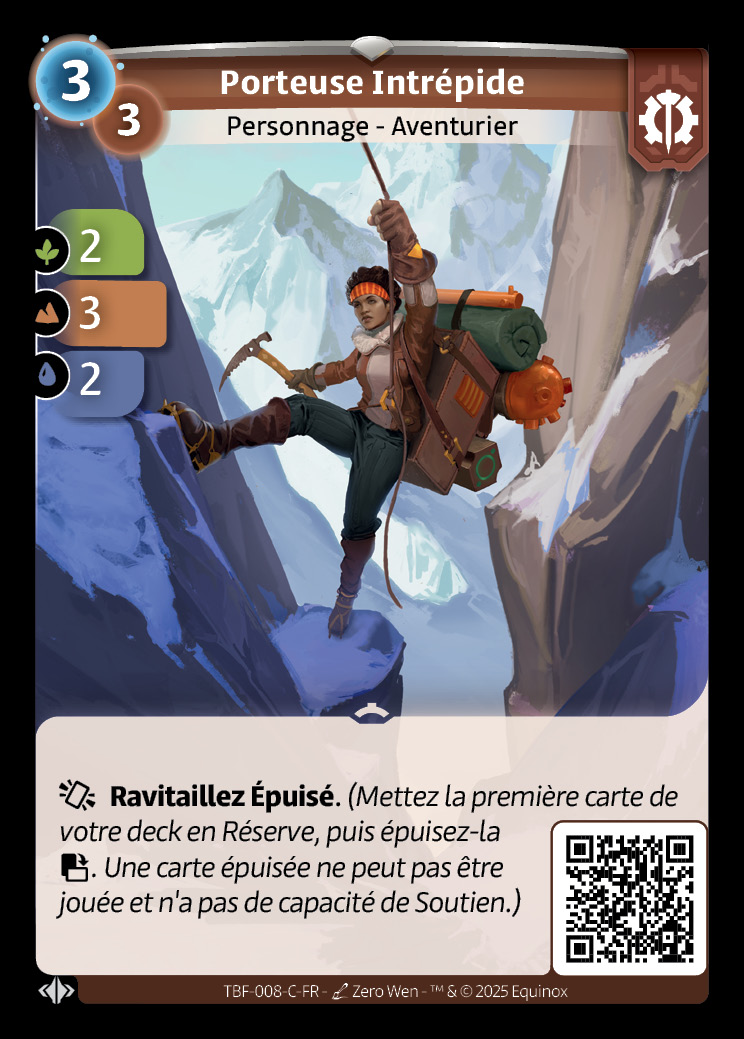 3
Porteuse Intrépide
3
Personnage - Aventurier
2
3
2
Ravitaillez Épuisé. (Mettez la première carte de
votre deck en Réserve, puis épuisez-la
. Une carte épuisée ne peut pas être
jouée et n'a pas de capacité de Soutien.)
TBF-008-C-FR - Zero Wen - ™ & © 2025 Equinox